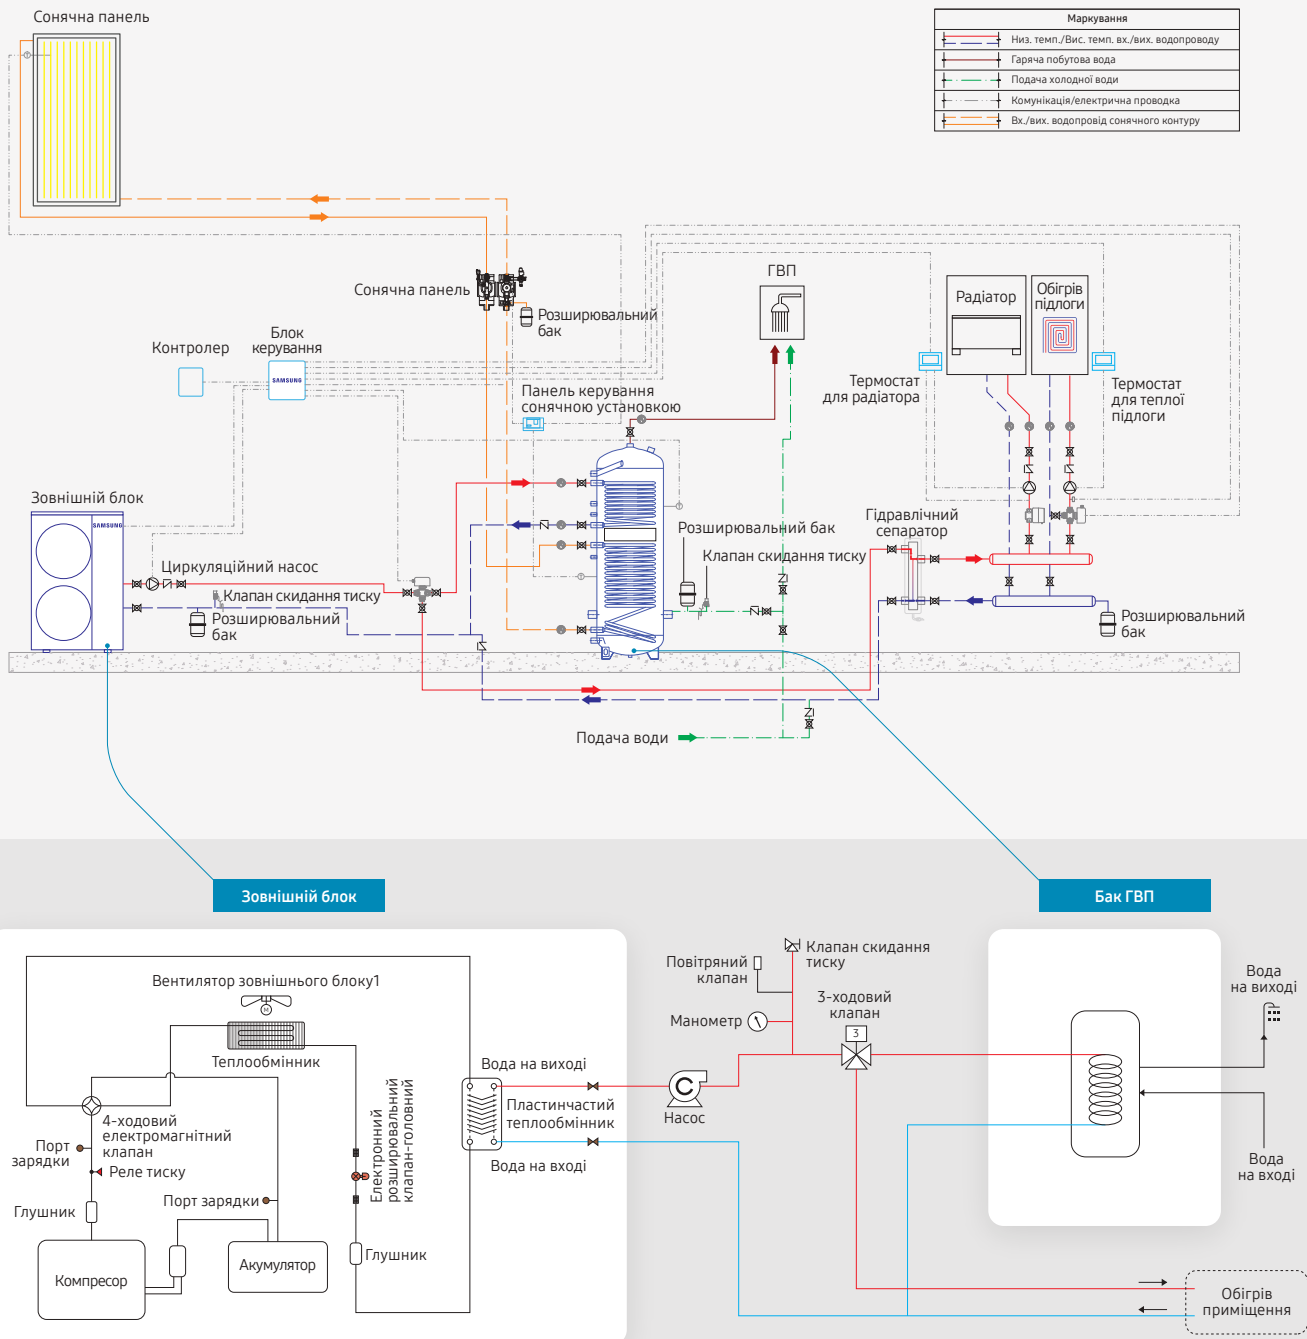 Сонячна панель
Маркування
Низ. темп./Вис. темп. вх./вих. водопроводу
Гаряча побутова вода
Подача холодної води
Комунікація/електрична проводка
Вх./вих. водопровід сонячного контуру
Сонячна панель
Розширювальний
бак
ГВП
Радіатор
Обігрів
підлоги
Контролер
Блок
керування
SAMSUNG
Панель керування
сонячною установкою
Термостат
для радіатора
Термостат
для теплої
підлоги
Зовнішній блок
SAMSUNG
Циркуляційний насос
Клапан скидання тиску
Розширювальний
бак
Розширювальний бак
Клапан скидання тиску
Гідравлічний
сепаратор
Розширювальний
бак
Подача води
Зовнішній блок
Бак ГВП
Вентилятор зовнішнього блоку1
M
Теплообмінник
4-ходовий
електромагнітний
клапан
Порт
зарядки
Реле тиску
Глушник
Порт зарядки
Компресор
Акумулятор
Глушник
Електронний
розширювальний
клапан-головний
Вода на виході
Пластинчастий
теплообмінник
Вода на вході
Повітряний
клапан
Клапан скидання
тиску
Манометр
3-ходовий
клапан
3
Насос
Вода
на виході
Вода
на вході
Обігрів
приміщення